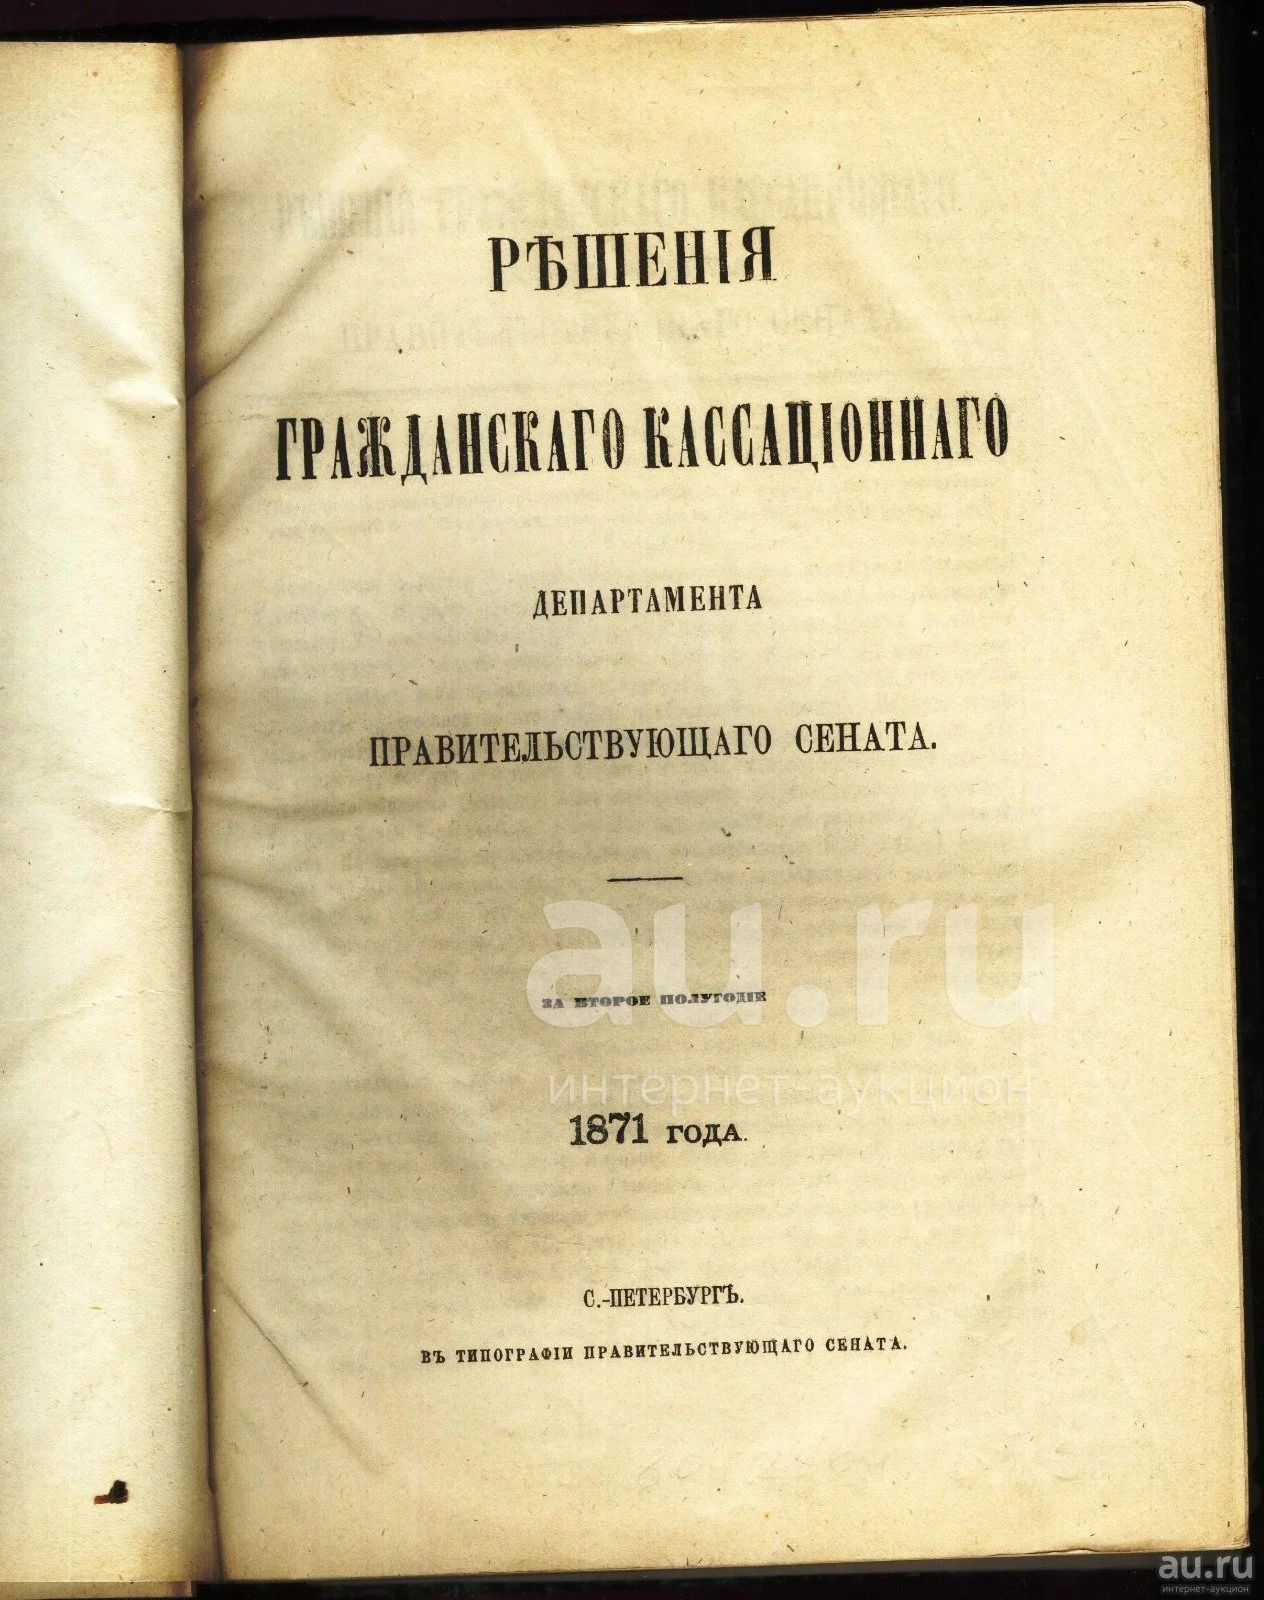 РѢШЕНІЯ
ГРАЖДАНСКАГО КАССАЦІОННАГО
ДЕПАРТАМЕНТА
ПРАВИТЕЛЬСТВУЮЩАГО СЕНАТА.
au.ru
ЗА ВТОРОЕ ПОЛУГОДІЕ
интернет-аукцион
1871 ГОДА.
С.-ПЕТЕРБУРГЪ.
ВЪ ТИПОГРАФІИ ПРАВИТЕЛЬСТВУЮЩАГО СЕНАТА.
au.ru
интернет-аукцион